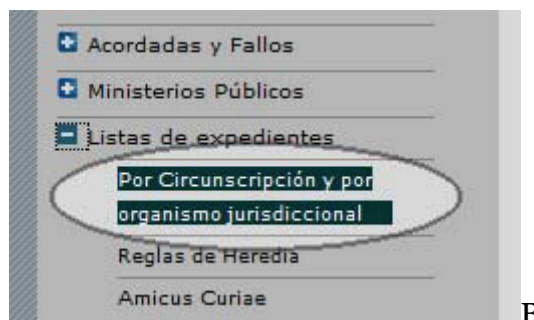 Acordadas y Fallos
Ministerios Públicos
Listas de expedientes
Por Circunscripción y por
organismo jurisdiccional
Reglas de Heredia
Amicus Curiae